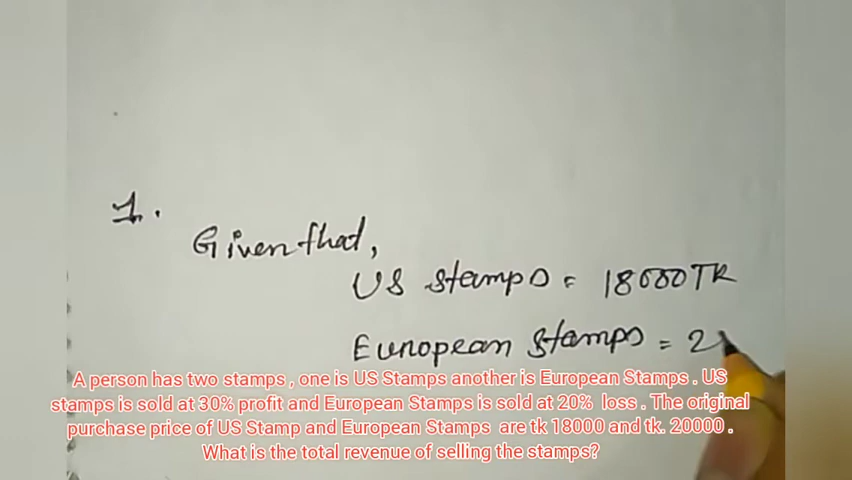 1.
Given that,
US stamps = 18000TK
European stamps = 2
A person has two stamps , one is US Stamps another is European Stamps . US
stamps is sold at 30% profit and European Stamps is sold at 20% loss . The original
purchase price of US Stamp and European Stamps are tk 18000 and tk. 20000 .
What is the total revenue of selling the stamps?